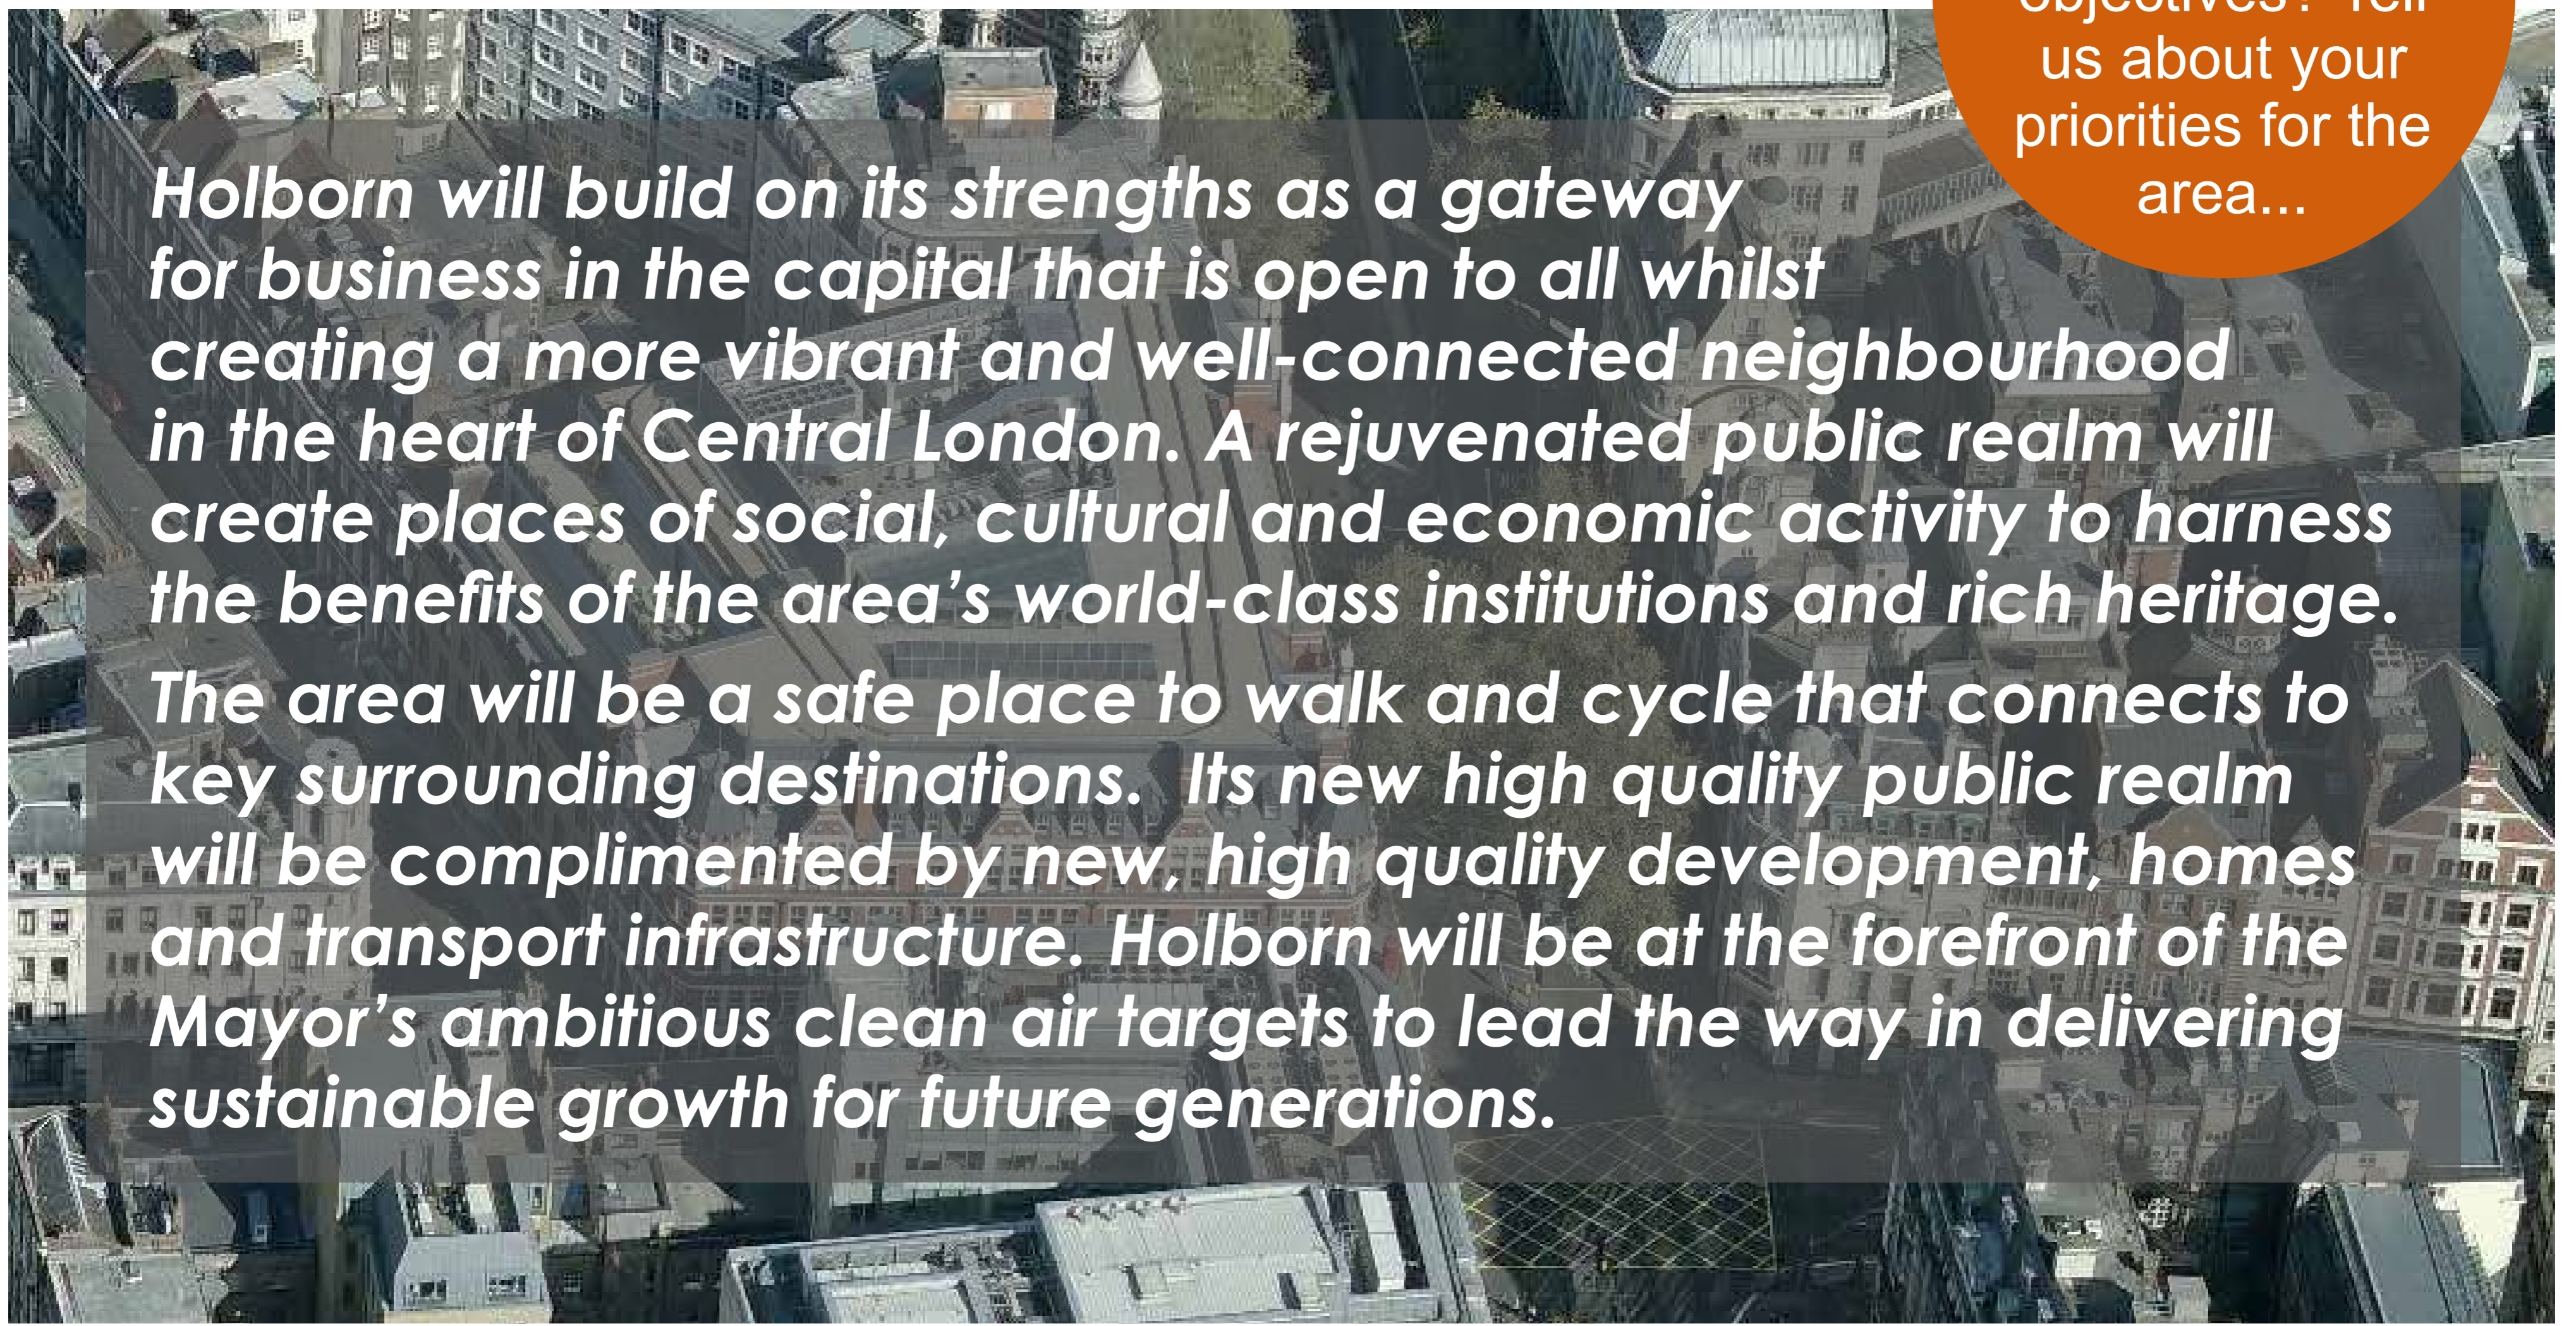 objectives? Tell
us about your
priorities for the
area...
Holborn will build on its strengths as a gateway
for business in the capital that is open to all whilst
creating a more vibrant and well-connected neighbourhood
in the heart of Central London. A rejuvenated public realm will
create places of social, cultural and economic activity to harness
the benefits of the area’s world-class institutions and rich heritage.
The area will be a safe place to walk and cycle that connects to
key surrounding destinations.  Its new high quality public realm
will be complimented by new, high quality development, homes
and transport infrastructure. Holborn will be at the forefront of the
Mayor’s ambitious clean air targets to lead the way in delivering
sustainable growth for future generations.